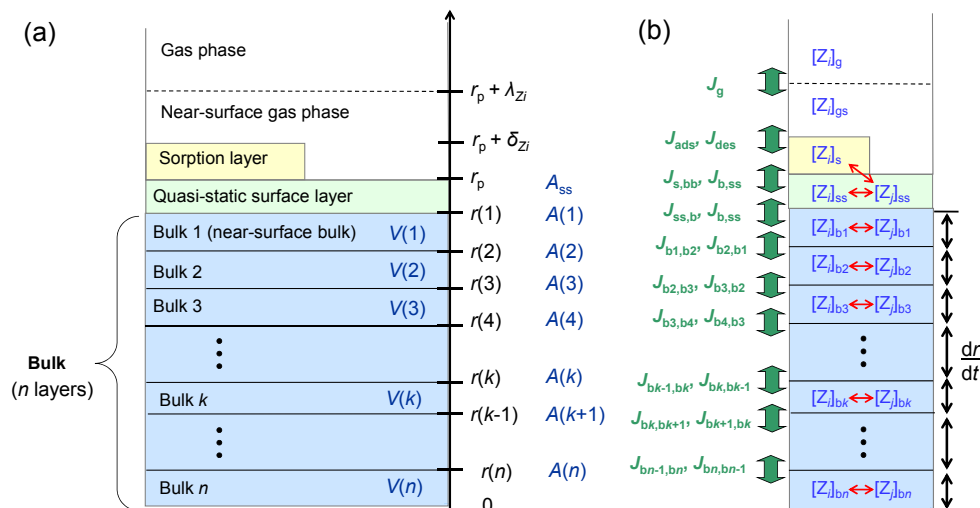 (a)
Gas phase
Near-surface gas phase
Sorption layer
Quasi-static surface layer
Bulk 1 (near-surface bulk) V(1)
Bulk 2 V(2)
Bulk 3 V(3)
Bulk
(n layers)
Bulk k V(k)
Bulk n V(n)
r_p + λ_Zi
r_p + δ_Zi
r_p A_ss
r(1) A(1)
r(2) A(2)
r(3) A(3)
r(4) A(4)
r(k) A(k)
r(k-1) A(k+1)
r(n) A(n)
0
(b)
J_g
J_ads, J_des
J_s,bb, J_b,ss
J_ss,b, J_b,ss
J_b1,b2, J_b2,b1
J_b2,b3, J_b3,b2
J_b3,b4, J_b4,b3
J_bk-1,bk, J_bk,bk-1
J_bk,bk+1, J_bk+1,bk
J_bn-1,bn, J_bn,bn-1
[Z_i]_g
[Z_i]_gs
[Z_i]_s
[Z_i]_ss [Z_j]_ss
[Z_i]_b1 [Z_j]_b1
[Z_i]_b2 [Z_j]_b2
[Z_i]_b3 [Z_j]_b3
[Z_i]_bk [Z_j]_bk
[Z_i]_bn [Z_j]_bn
dr
dt